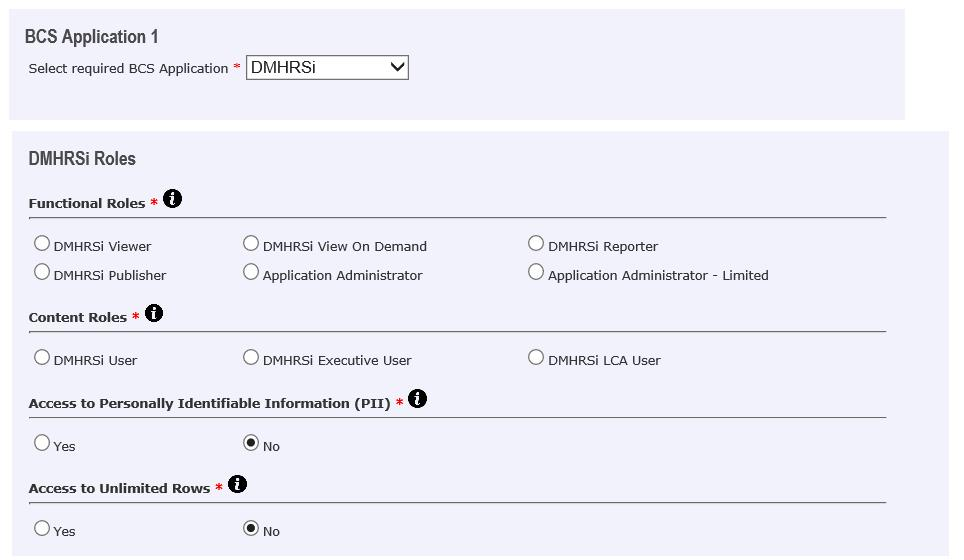 BCS Application 1
Select required BCS Application * DMHRSi
DMHRSi Roles
Functional Roles * i
DMHRSi Viewer DMHRSi View On Demand DMHRSi Reporter
DMHRSi Publisher Application Administrator Application Administrator - Limited
Content Roles * i
DMHRSi User DMHRSi Executive User DMHRSi LCA User
Access to Personally Identifiable Information (PII) * i
Yes No
Access to Unlimited Rows * i
Yes No